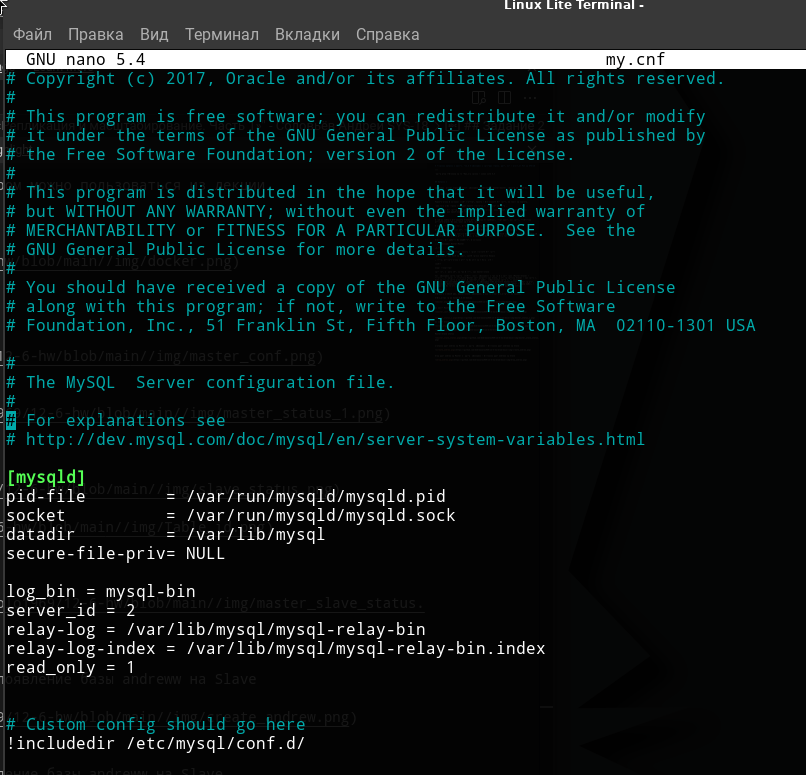 Linux Lite Terminal -
Файл Правка Вид Терминал Вкладки Справка
GNU nano 5.4 my.cnf
# Copyright (c) 2017, Oracle and/or its affiliates. All rights reserved.
#
# This program is free software; you can redistribute it and/or modify
# it under the terms of the GNU General Public License as published by
# the Free Software Foundation; version 2 of the License.
#
# This program is distributed in the hope that it will be useful,
# but WITHOUT ANY WARRANTY; without even the implied warranty of
# MERCHANTABILITY or FITNESS FOR A PARTICULAR PURPOSE.  See the
# GNU General Public License for more details.
#
# You should have received a copy of the GNU General Public License
# along with this program; if not, write to the Free Software
# Foundation, Inc., 51 Franklin St, Fifth Floor, Boston, MA  02110-1301 USA
#
# The MySQL  Server configuration file.
#
# For explanations see
# http://dev.mysql.com/doc/mysql/en/server-system-variables.html
[mysqld]
pid-file        = /var/run/mysqld/mysqld.pid
socket          = /var/run/mysqld/mysqld.sock
datadir         = /var/lib/mysql
secure-file-priv= NULL
log_bin = mysql-bin
server_id = 2
relay-log = /var/lib/mysql/mysql-relay-bin
relay-log-index = /var/lib/mysql/mysql-relay-bin.index
read_only = 1
# Custom config should go here
!includedir /etc/mysql/conf.d/